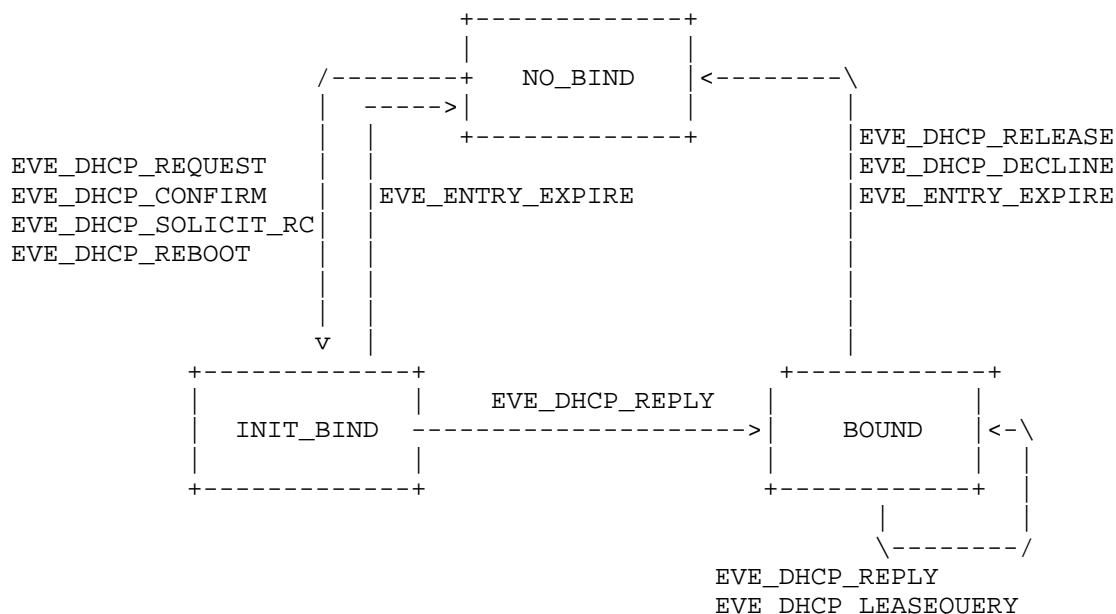 NO_BIND
EVE_DHCP_RELEASE
EVE_DHCP_REQUEST EVE_DHCP_DECLINE
EVE_DHCP_CONFIRM EVE_ENTRY_EXPIRE EVE_ENTRY_EXPIRE
EVE_DHCP_SOLICIT_RC
EVE_DHCP_REBOOT
EVE_DHCP_REPLY
INIT_BIND BOUND
EVE_DHCP_REPLY
EVE_DHCP_LEASEQUERY